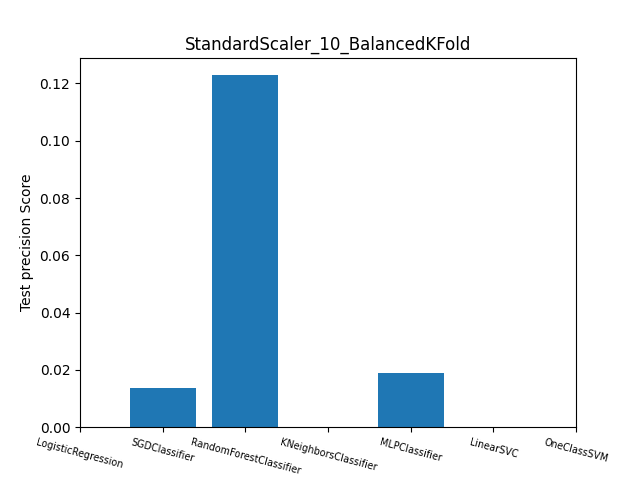 StandardScaler_10_BalancedKFold
Test precision Score
0.12
0.10
0.08
0.06
0.04
0.02
0.00
LogisticRegression
SGDClassifier
RandomForestClassifier
KNeighborsClassifier
MLPClassifier
LinearSVC
OneClassSVM